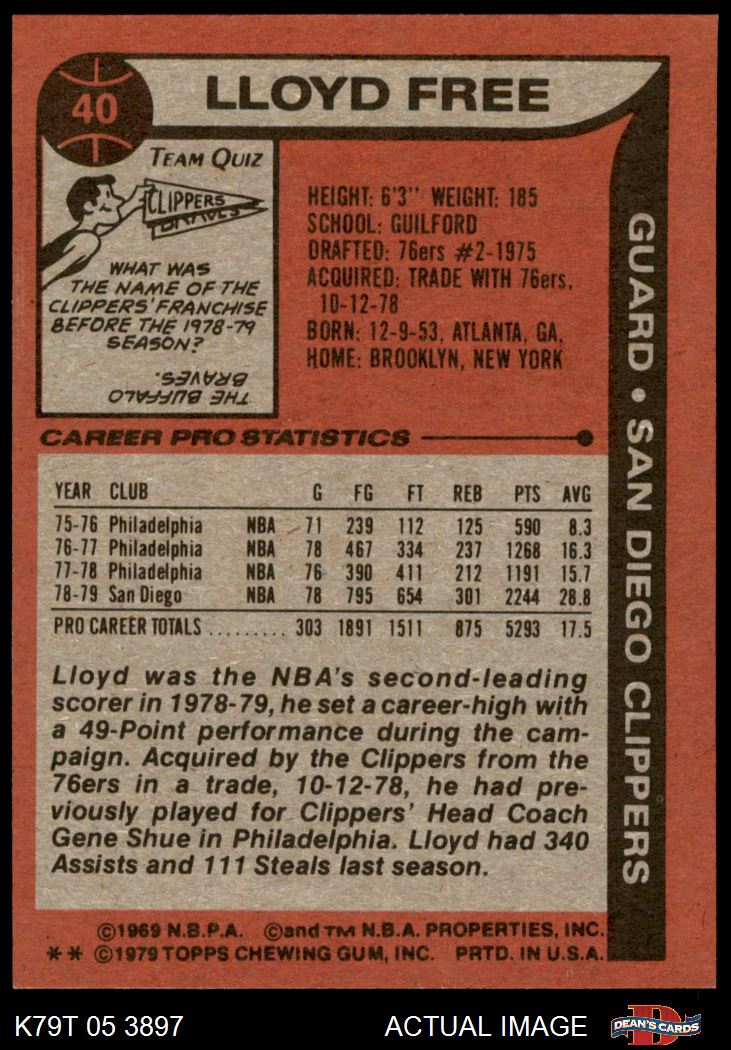 40
LLOYD FREE
TEAM QUIZ
CLIPPERS
BRAVES
WHAT WAS
THE NAME OF THE
CLIPPERS' FRANCHISE
BEFORE THE 1978-79
SEASON?
THE BUFFALO
BRAVES.
HEIGHT: 6'3" WEIGHT: 185
SCHOOL: GUILFORD
DRAFTED: 76ers #2-1975
ACQUIRED: TRADE WITH 76ers,
10-12-78
BORN: 12-9-53, ATLANTA, GA.
HOME: BROOKLYN, NEW YORK
GUARD • SAN DIEGO CLIPPERS
CAREER PRO STATISTICS
YEAR CLUB G FG FT REB PTS AVG
75-76 Philadelphia NBA 71 239 112 125 590 8.3
76-77 Philadelphia NBA 78 467 334 237 1268 16.3
77-78 Philadelphia NBA 76 390 411 212 1191 15.7
78-79 San Diego NBA 78 795 654 301 2244 28.8
PRO CAREER TOTALS ......... 303 1891 1511 875 5293 17.5
Lloyd was the NBA's second-leading
scorer in 1978-79, he set a career-high with
a 49-Point performance during the cam-
paign. Acquired by the Clippers from the
76ers in a trade, 10-12-78, he had pre-
viously played for Clippers' Head Coach
Gene Shue in Philadelphia. Lloyd had 340
Assists and 111 Steals last season.
©1969 N.B.P.A. ©and TM N.B.A. PROPERTIES, INC.
** ©1979 TOPPS CHEWING GUM, INC. PRTD. IN U.S.A.
K79T 05 3897
ACTUAL IMAGE
D
DEAN'S CARDS